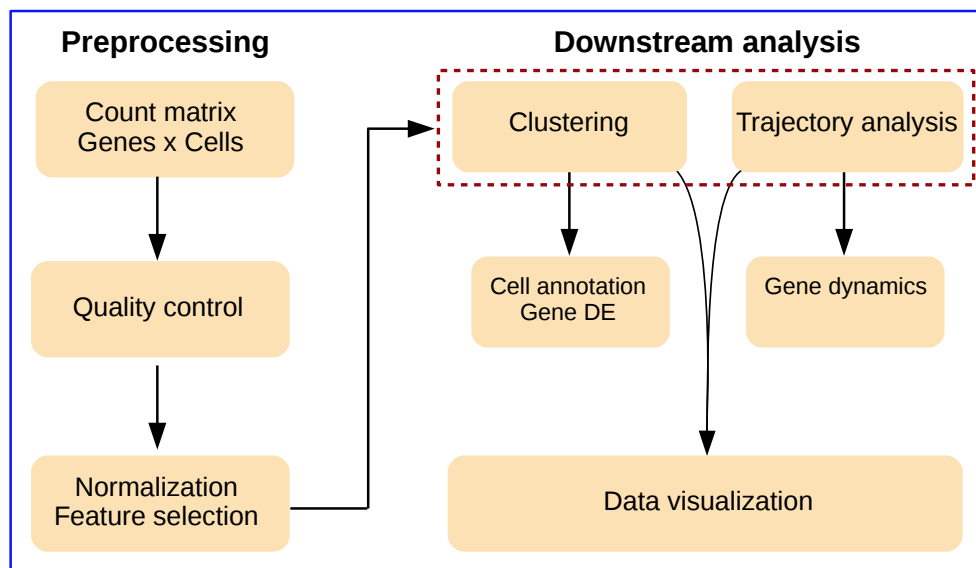 Preprocessing
Count matrix
Genes x Cells
Quality control
Normalization
Feature selection
Downstream analysis
Clustering
Trajectory analysis
Cell annotation
Gene DE
Gene dynamics
Data visualization